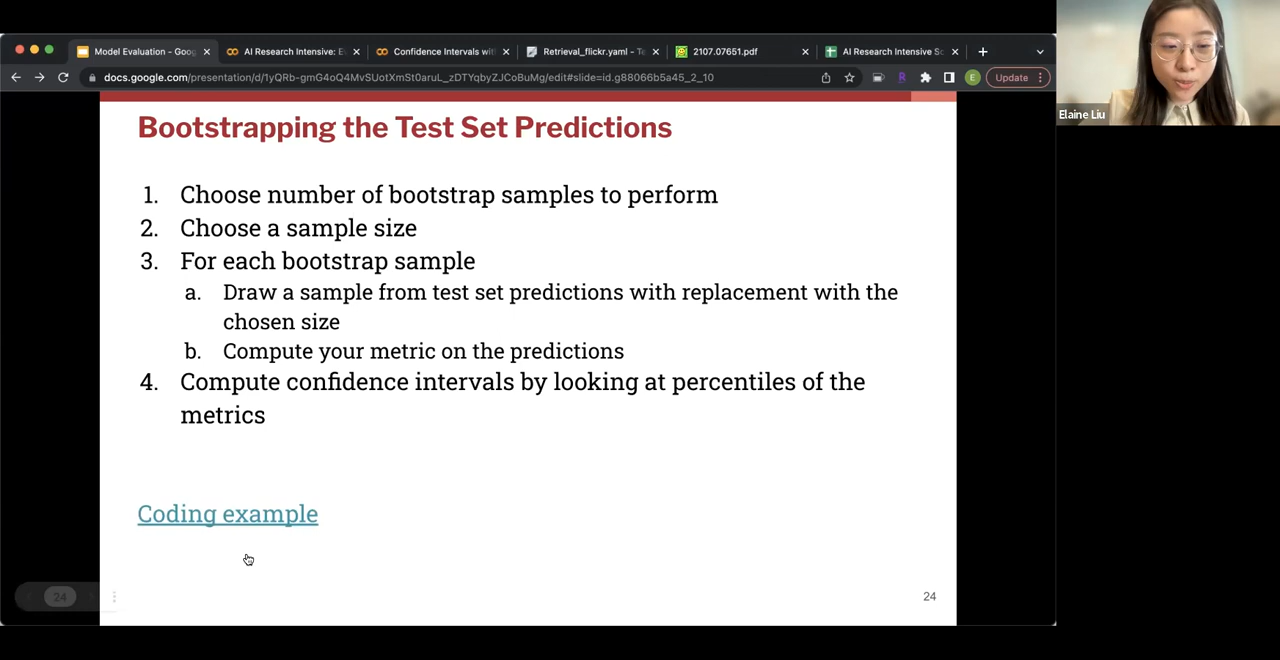 Model Evaluation - Goog
AI Research Intensive: E
Confidence Intervals wit
Retrieval_flickr.yaml - T
2107.07651.pdf
AI Research Intensive Sc
docs.google.com/presentation/d/1yQRb-gmG4oQ4MvSUotXmSt0aruL_zDTYqbyZJCoBuMg/edit#slide=id.g88066b5a45_2_10
R
E
Update
Elaine Liu
Bootstrapping the Test Set Predictions
1. Choose number of bootstrap samples to perform
2. Choose a sample size
3. For each bootstrap sample
a. Draw a sample from test set predictions with replacement with the
chosen size
b. Compute your metric on the predictions
4. Compute confidence intervals by looking at percentiles of the
metrics
Coding example
24
24